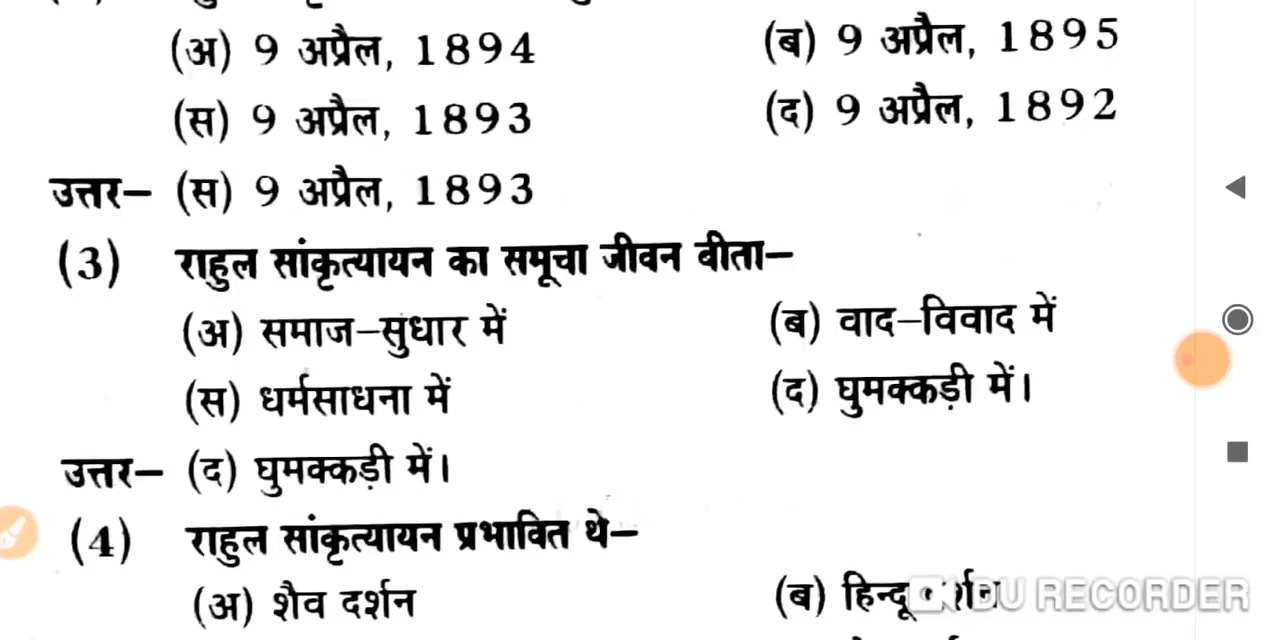 (अ) 9 अप्रैल, 1894 (ब) 9 अप्रैल, 1895
(स) 9 अप्रैल, 1893 (द) 9 अप्रैल, 1892
उत्तर– (स) 9 अप्रैल, 1893
(3) राहुल सांकृत्यायन का समूचा जीवन वीता–
(अ) समाज–सुधार में (ब) वाद–विवाद में
(स) धर्मसाधना में (द) घुमक्कड़ी में।
उत्तर– (द) घुमक्कड़ी में।
(4) राहुल सांकृत्यायन प्रभावित थे–
(अ) शैव दर्शन (ब) हिन्दू
DU RECORDER